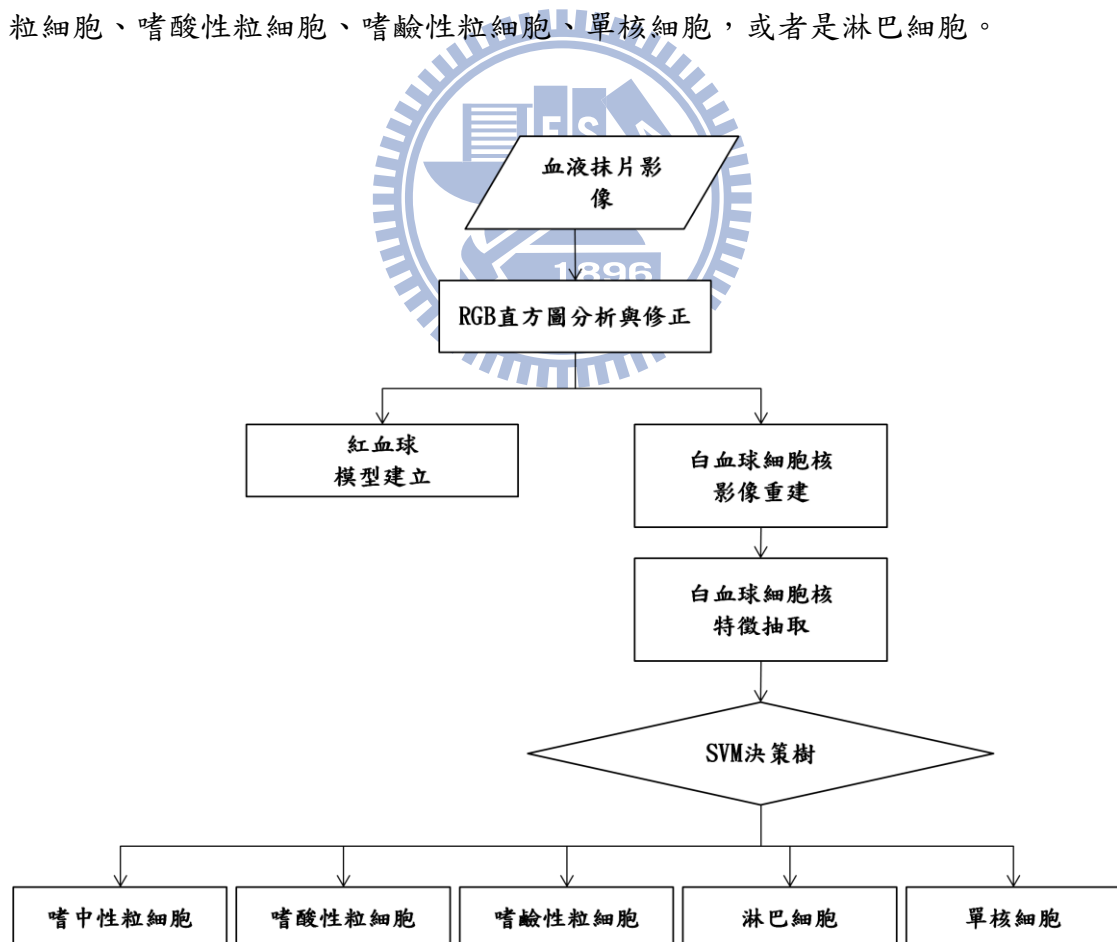 粒細胞、嗜酸性粒細胞、嗜鹼性粒細胞、單核細胞，或者是淋巴細胞。
E S A
血液抹片影
像
1896
RGB直方圖分析與修正
紅血球
模型建立
白血球細胞核
影像重建
白血球細胞核
特徵抽取
SVM決策樹
嗜中性粒細胞
嗜酸性粒細胞
嗜鹼性粒細胞
淋巴細胞
單核細胞